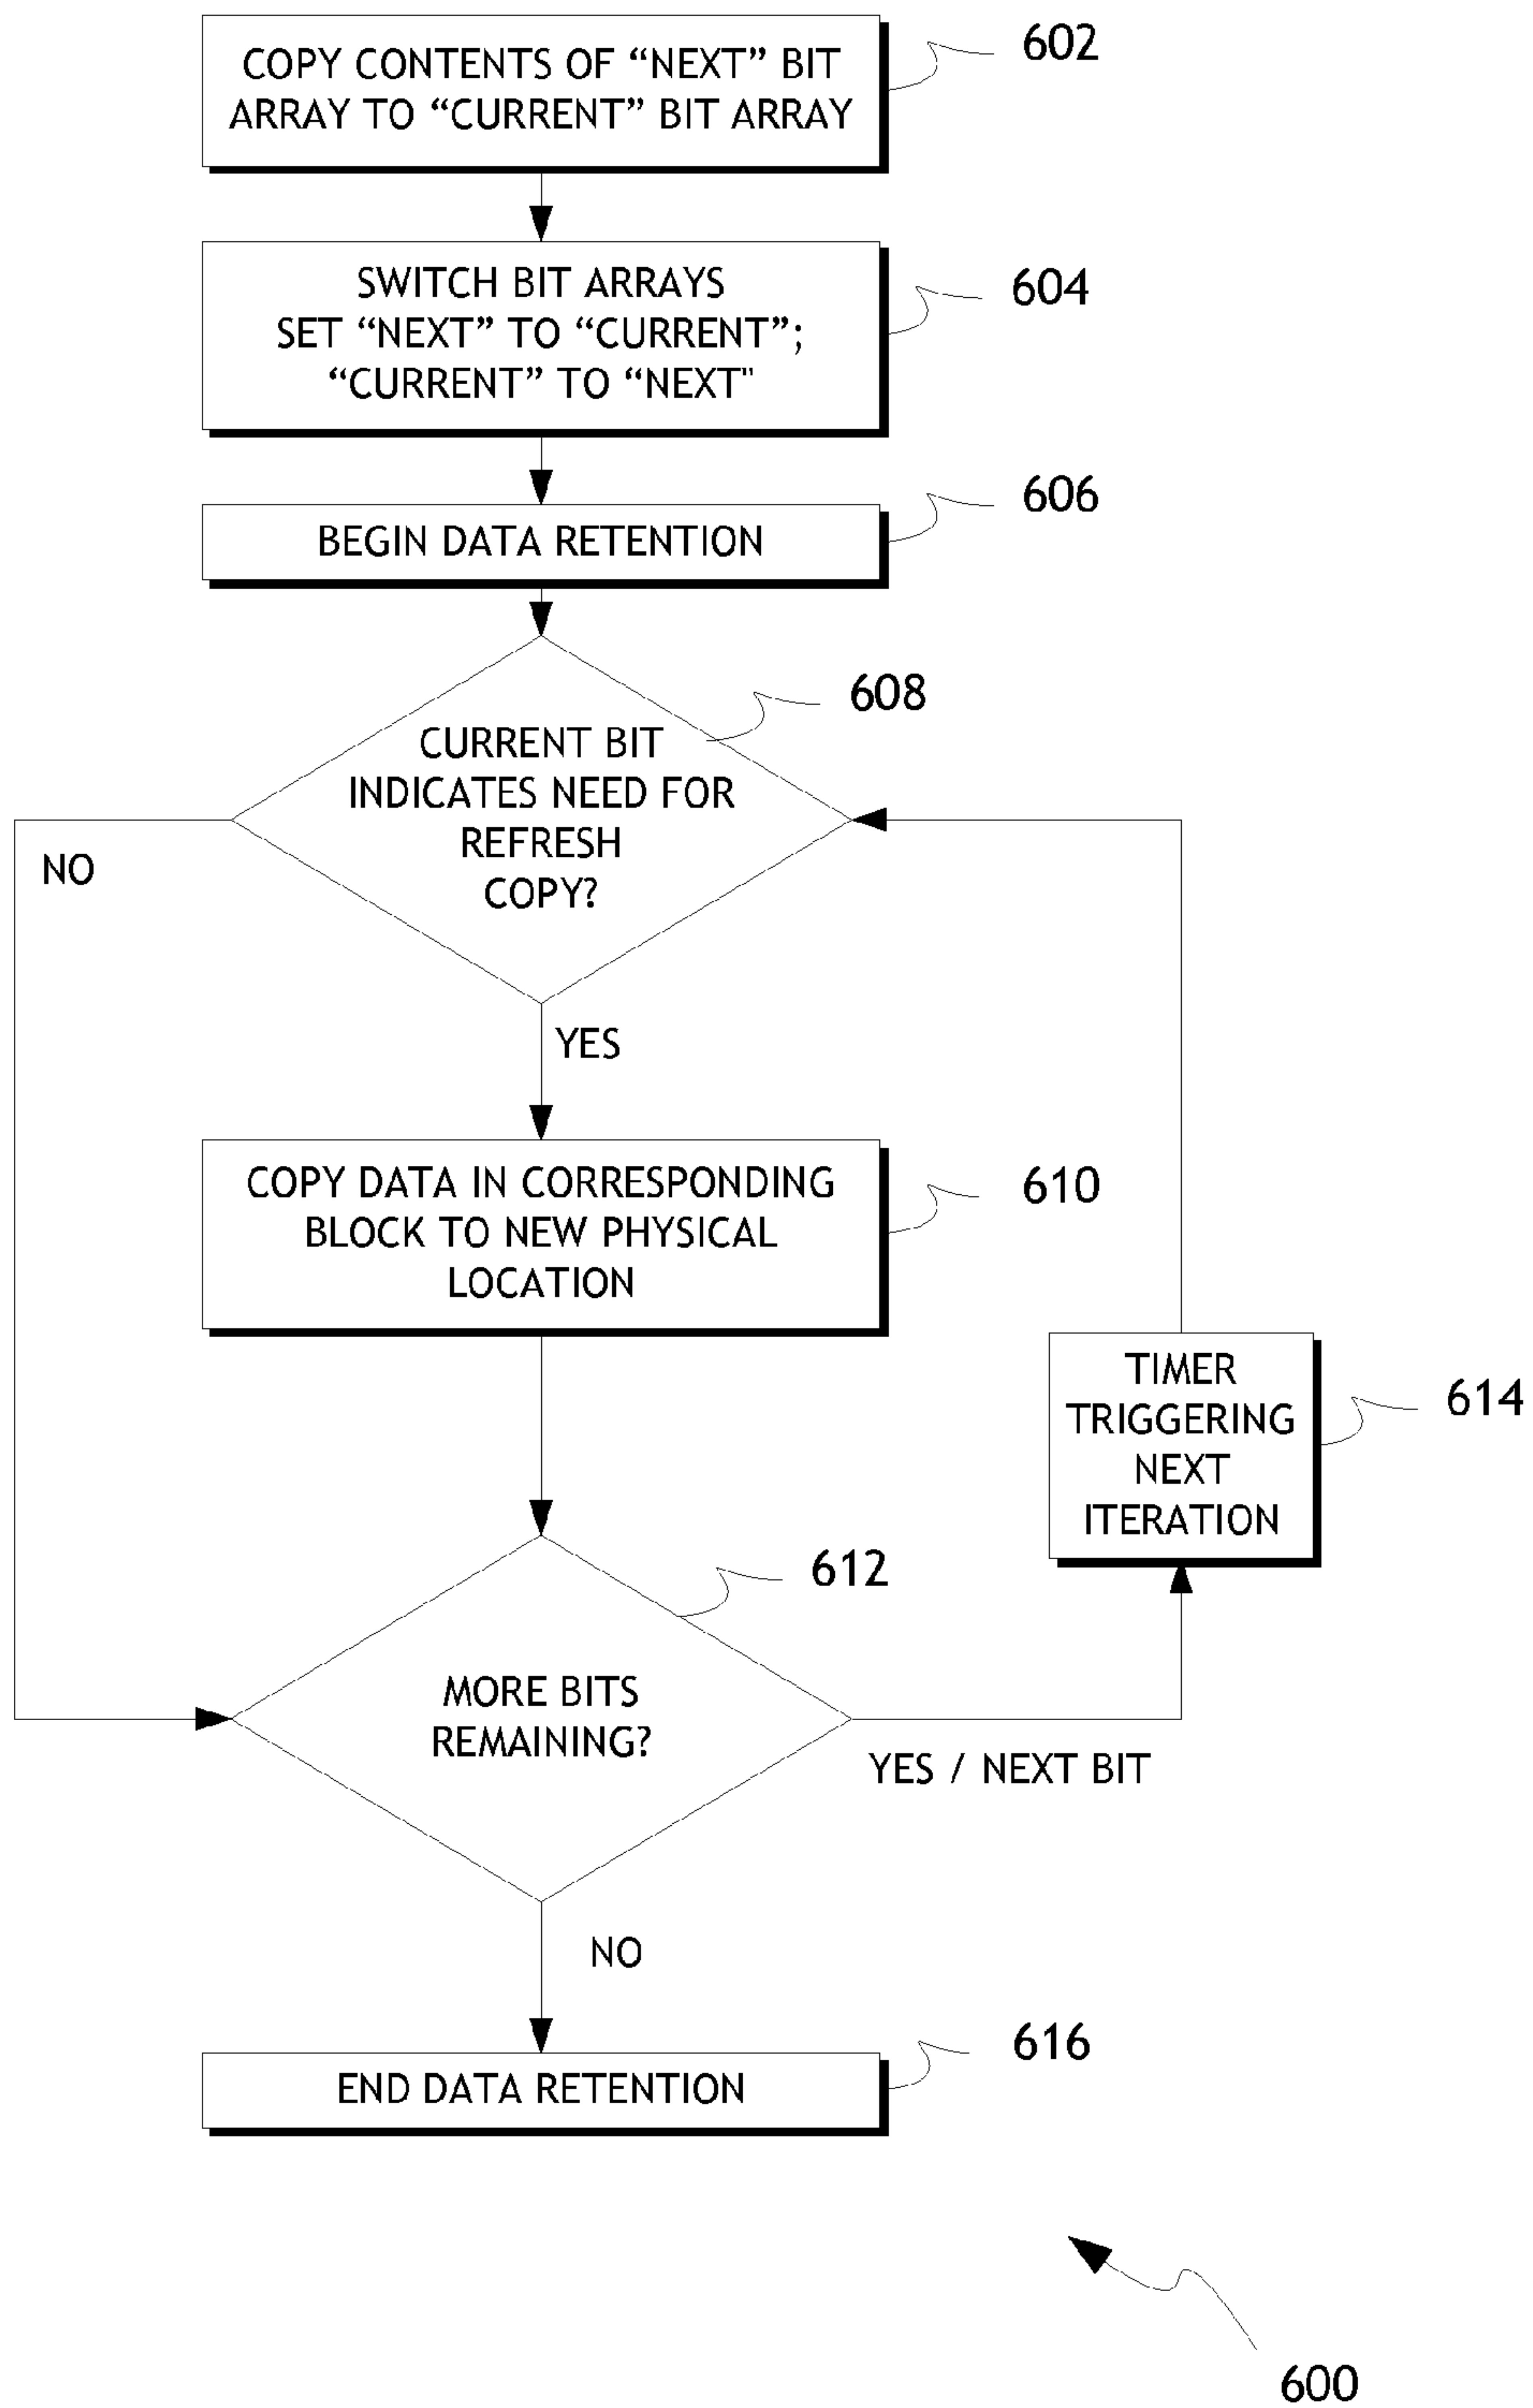 COPY CONTENTS OF “NEXT” BIT
ARRAY TO “CURRENT” BIT ARRAY
602
SWITCH BIT ARRAYS
SET “NEXT” TO “CURRENT”;
“CURRENT” TO “NEXT"
604
BEGIN DATA RETENTION
606
CURRENT BIT
INDICATES NEED FOR
REFRESH
COPY?
608
NO
YES
COPY DATA IN CORRESPONDING
BLOCK TO NEW PHYSICAL
LOCATION
610
TIMER
TRIGGERING
NEXT
ITERATION
614
MORE BITS
REMAINING?
612
YES / NEXT BIT
NO
END DATA RETENTION
616
600